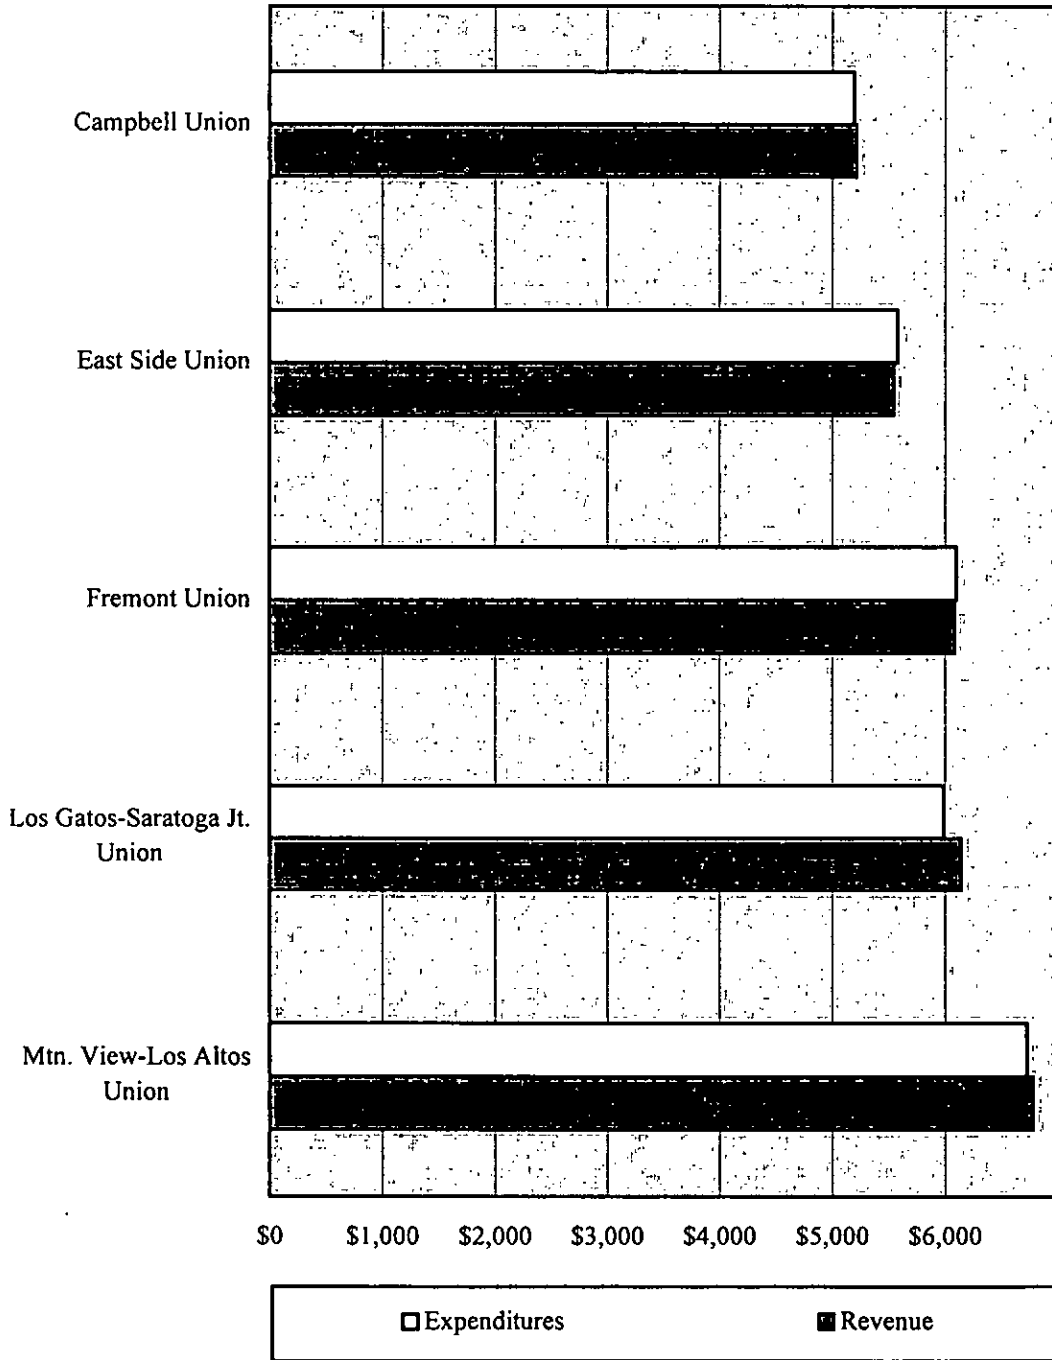 Campbell Union
East Side Union
Fremont Union
Los Gatos-Saratoga Jt.
Union
Mtn. View-Los Altos
Union
$0 $1,000 $2,000 $3,000 $4,000 $5,000 $6,000
Expenditures Revenue